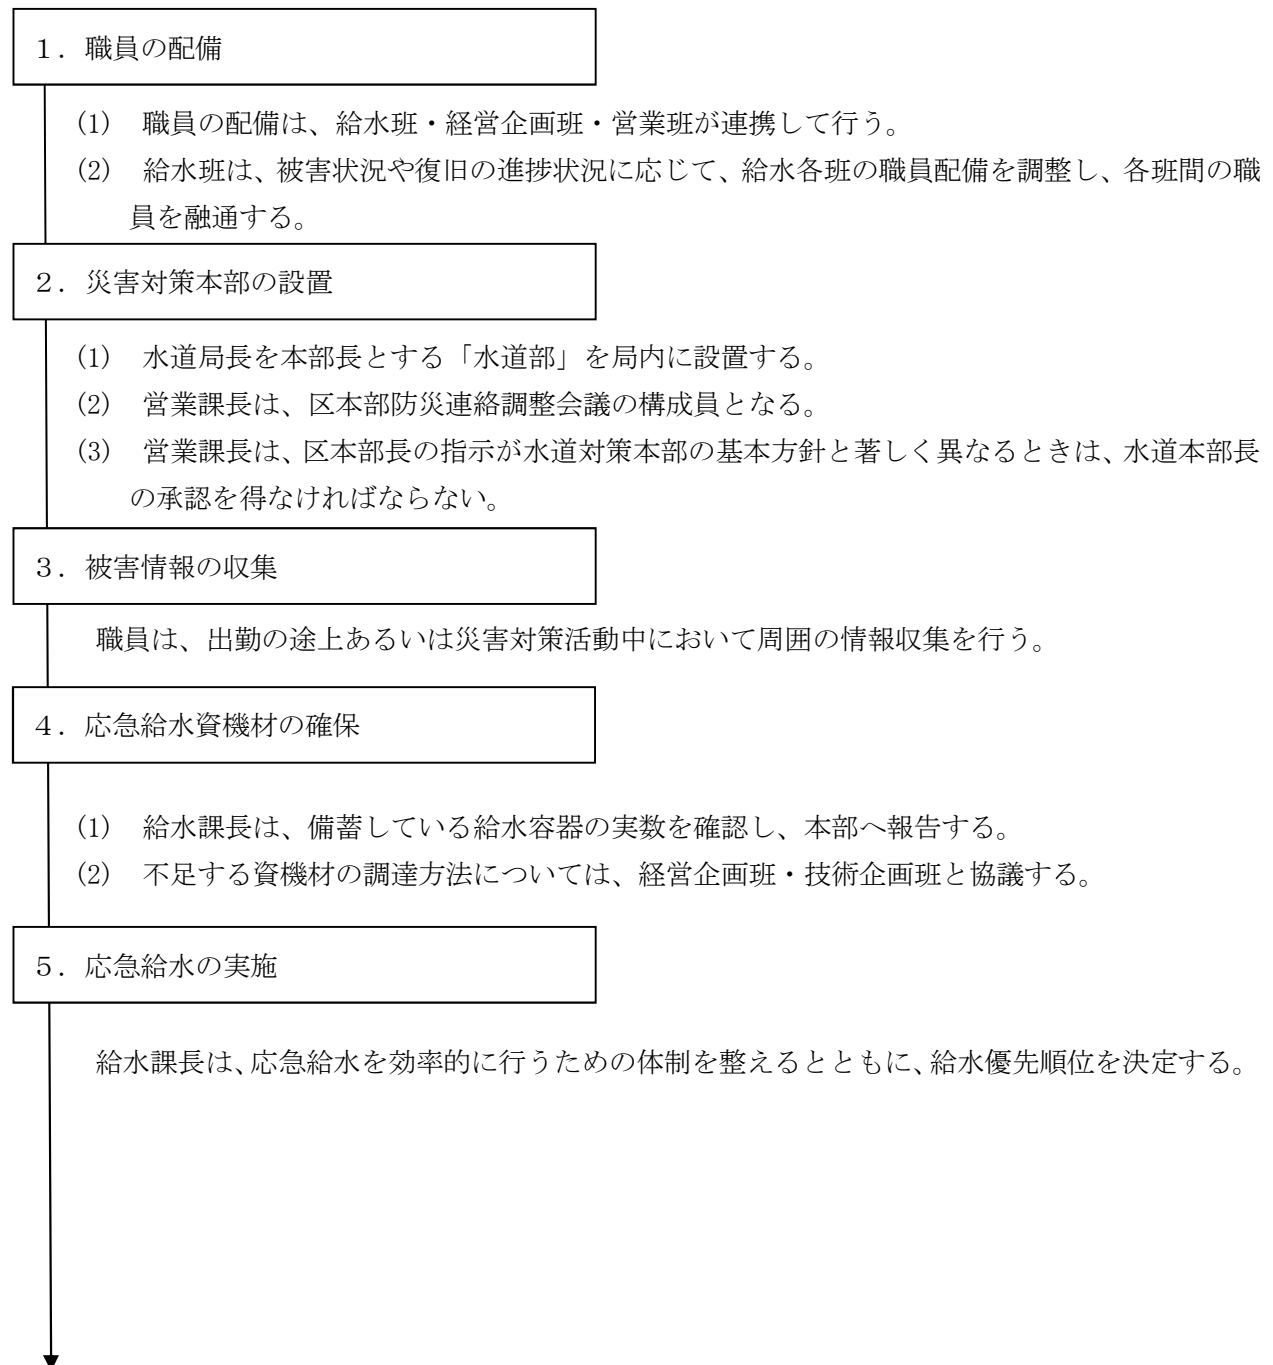 １．職員の配備
(1)　職員の配備は、給水班・経営企画班・営業班が連携して行う。
(2)　給水班は、被害状況や復旧の進捗状況に応じて、給水各班の職員配備を調整し、各班間の職
員を融通する。
２．災害対策本部の設置
(1)　水道局長を本部長とする「水道部」を局内に設置する。
(2)　営業課長は、区本部防災連絡調整会議の構成員となる。
(3)　営業課長は、区本部長の指示が水道対策本部の基本方針と著しく異なるときは、水道本部長
の承認を得なければならない。
３．被害情報の収集
職員は、出勤の途上あるいは災害対策活動中において周囲の情報収集を行う。
４．応急給水資機材の確保
(1)　給水課長は、備蓄している給水容器の実数を確認し、本部へ報告する。
(2)　不足する資機材の調達方法については、経営企画班・技術企画班と協議する。
５．応急給水の実施
給水課長は、応急給水を効率的に行うための体制を整えるとともに、給水優先順位を決定する。